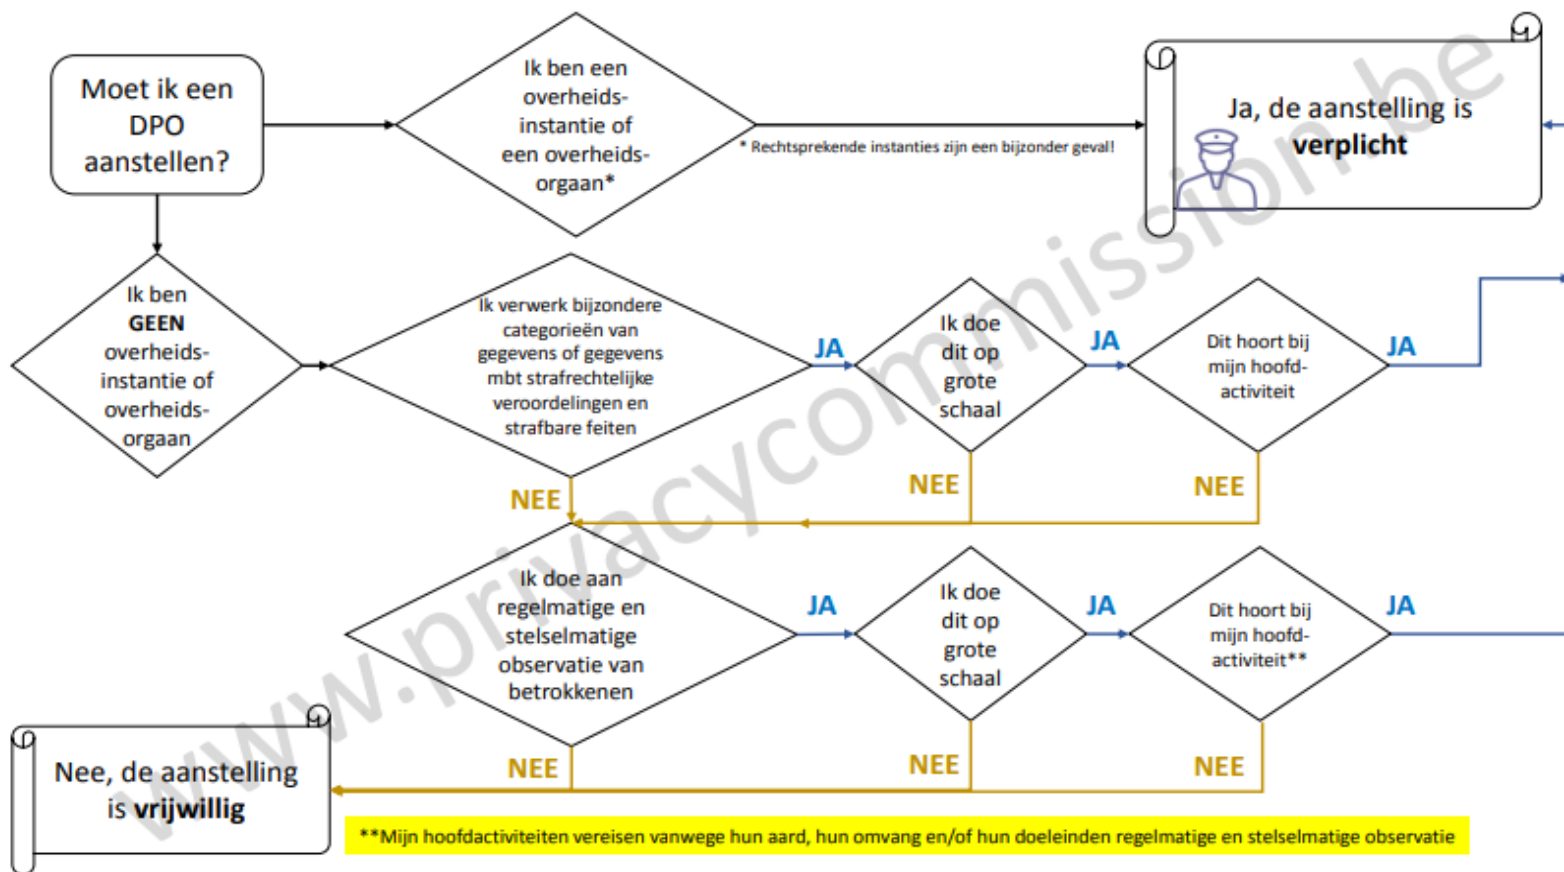 Moet ik een
DPO
aanstellen?
Ik ben een
overheids-
instantie of
een overheids-
orgaan*
* Rechtsprekende instanties zijn een bijzonder geval!
Ja, de aanstelling is
verplicht
Ik ben
GEEN
overheids-
instantie of
overheids-
orgaan
Ik verwerk bijzondere
categorieën van
gegevens of gegevens
mbt strafrechtelijke
veroordelingen en
strafbare feiten
JA
Ik doe
dit op
grote
schaal
JA
Dit hoort bij
mijn hoofd-
activiteit
JA
NEE
NEE
NEE
Ik doe aan
regelmatige en
stelselmatige
observatie van
betrokkenen
JA
Ik doe
dit op
grote
schaal
JA
Dit hoort bij
mijn hoofd-
activiteit**
JA
NEE
NEE
NEE
Nee, de aanstelling
is vrijwillig
**Mijn hoofdactiviteiten vereisen vanwege hun aard, hun omvang en/of hun doeleinden regelmatige en stelselmatige observatie
www.privacycommission.be